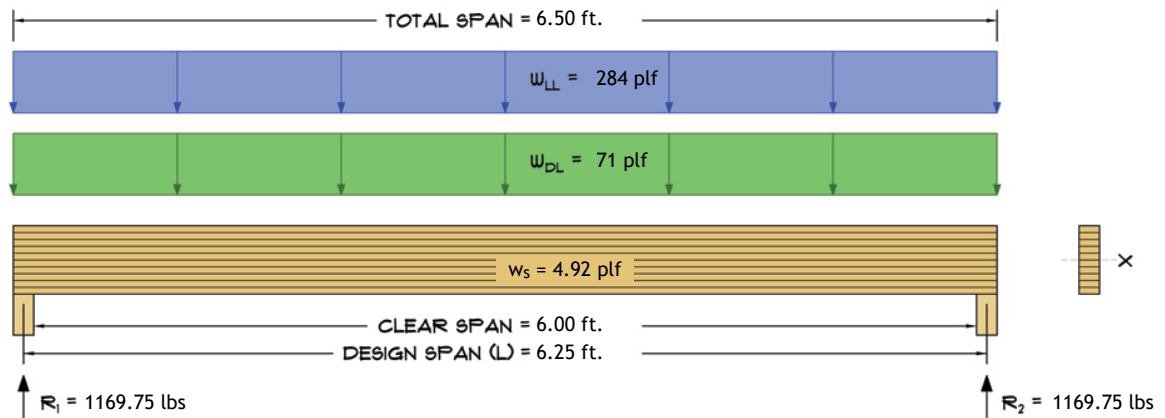 TOTAL SPAN = 6.50 ft.
wLL = 284 plf
wDL = 71 plf
ws = 4.92 plf
X
CLEAR SPAN = 6.00 ft.
DESIGN SPAN (L) = 6.25 ft.
R1 = 1169.75 lbs
R2 = 1169.75 lbs